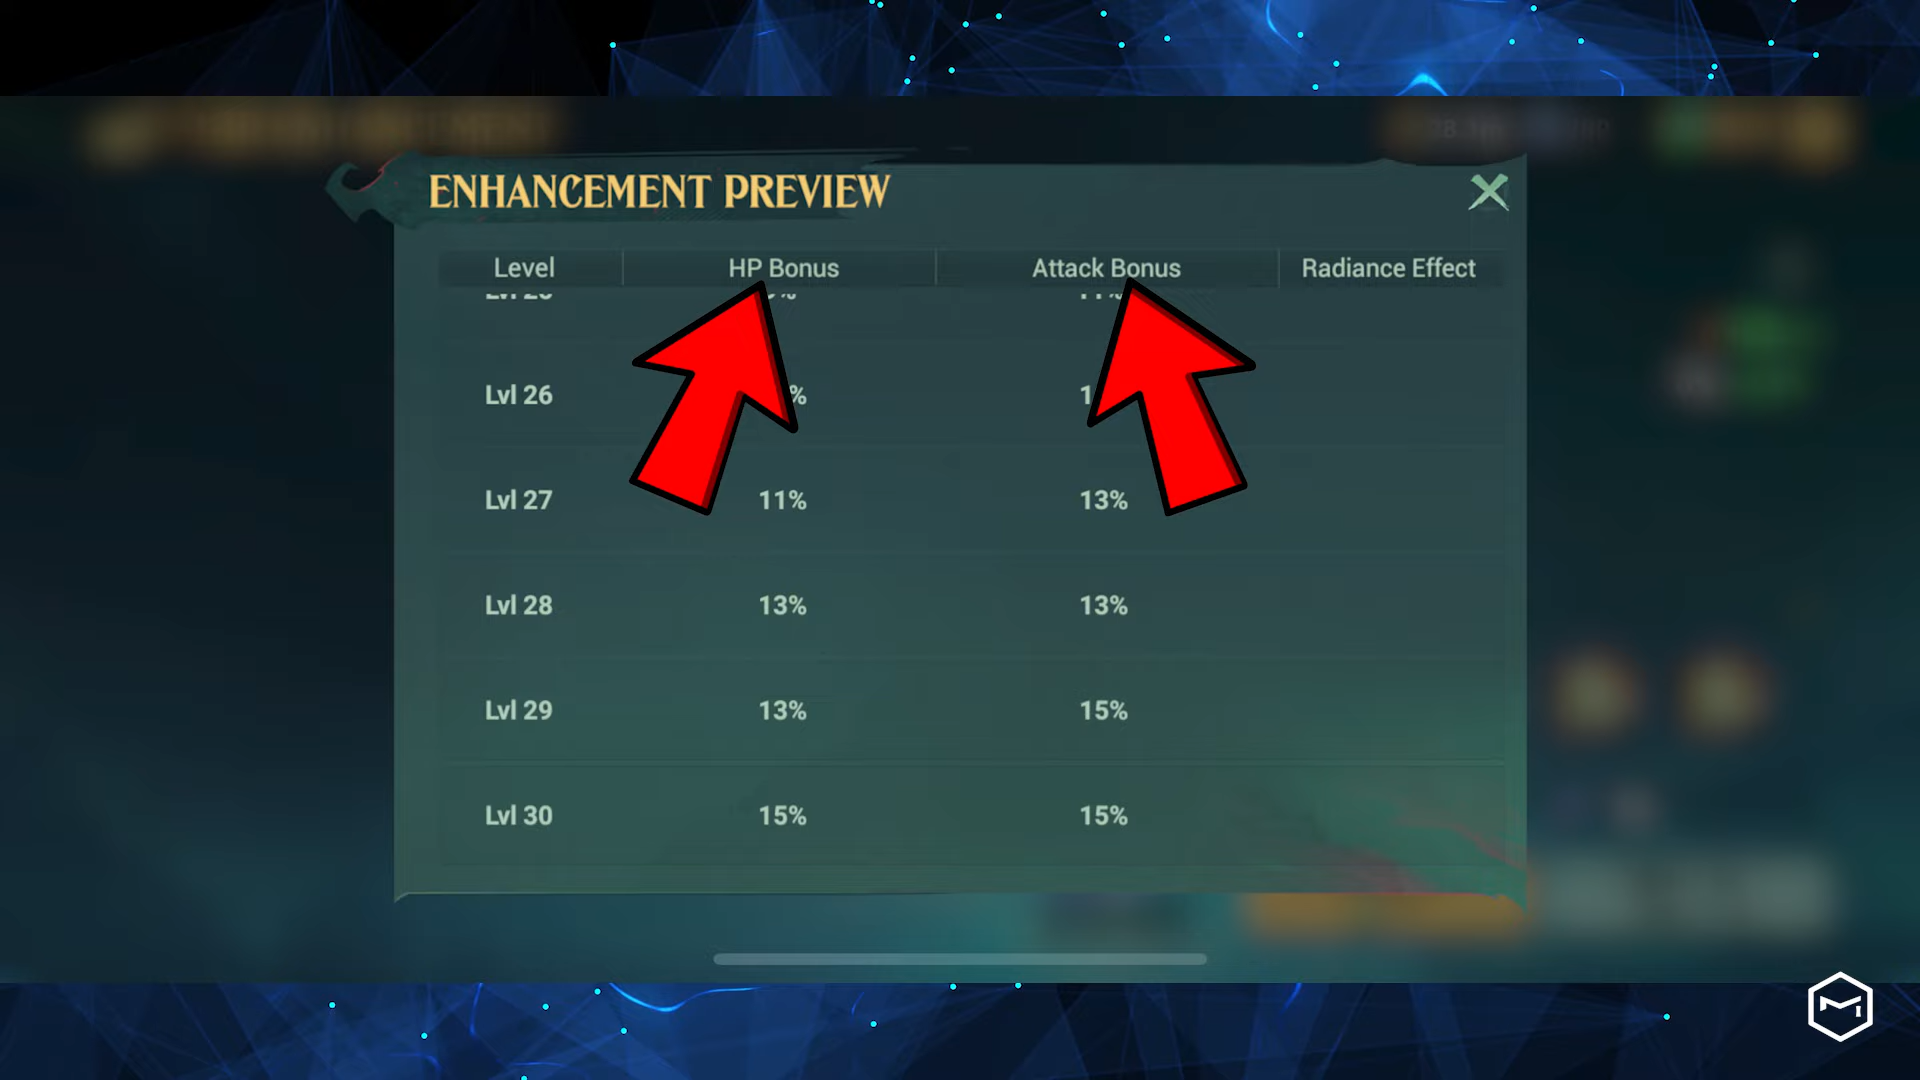 ENHANCEMENT PREVIEW
Level HP Bonus Attack Bonus Radiance Effect
Lvl 26
Lvl 27 11% 13%
Lvl 28 13% 13%
Lvl 29 13% 15%
Lvl 30 15% 15%